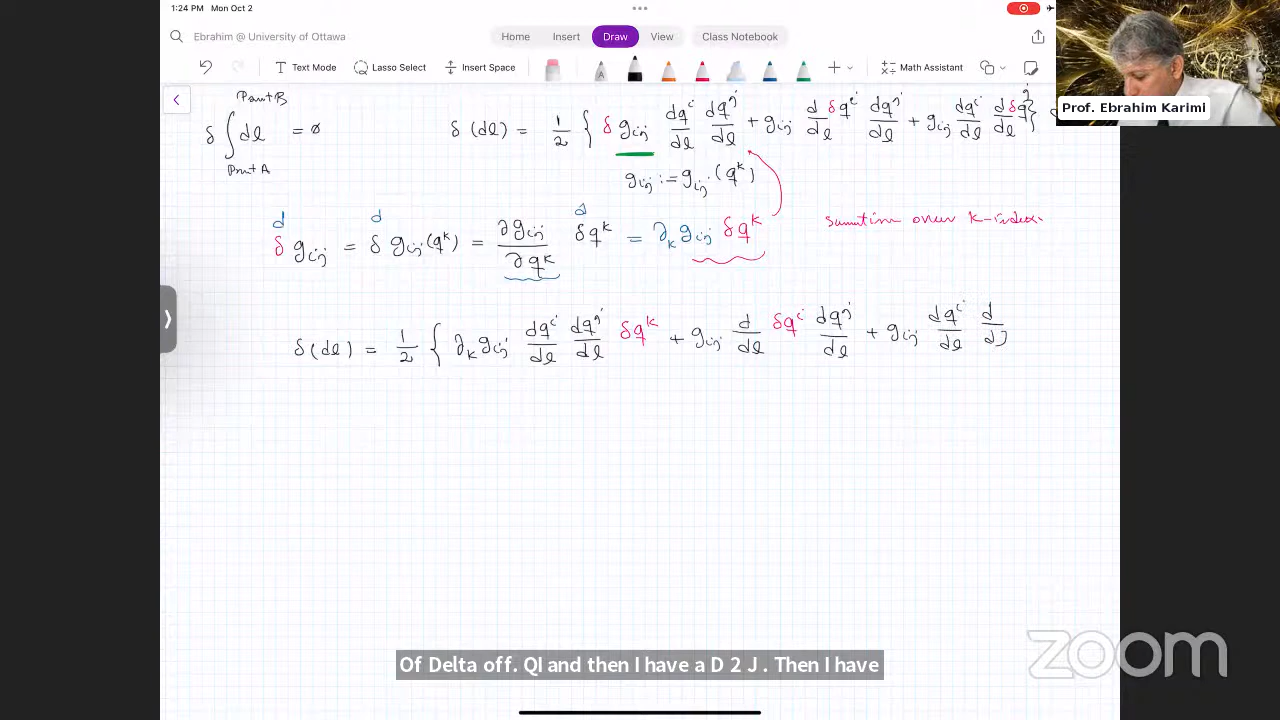 1:24 PM Mon Oct 2
Ebrahim @ University of Ottawa
Home Insert Draw View Class Notebook
Text Mode Lasso Select Insert Space A Math Assistant
Prof. Ebrahim Karimi
Point B
δ ∫ dl = 0
Point A
δ (dl) = 1/2 { δ g_ij dq^i/dl dq^j/dl + g_ij d/dl δq^i dq^j/dl + g_ij dq^i/dl d/dl δq^j }
g_ij := g_ij (q^k)
d d d
δ g_ij = δ g_ij (q^k) = ∂g_ij/∂q^k δq^k = ∂_k g_ij δq^k
sumtion over k-index.
δ(dl) = 1/2 { ∂_k g_ij dq^i/dl dq^j/dl δq^k + g_ij d/dl δq^i dq^j/dl + g_ij dq^i/dl d/d
Of Delta off. QI and then I have a D 2 J . Then I have
zoom